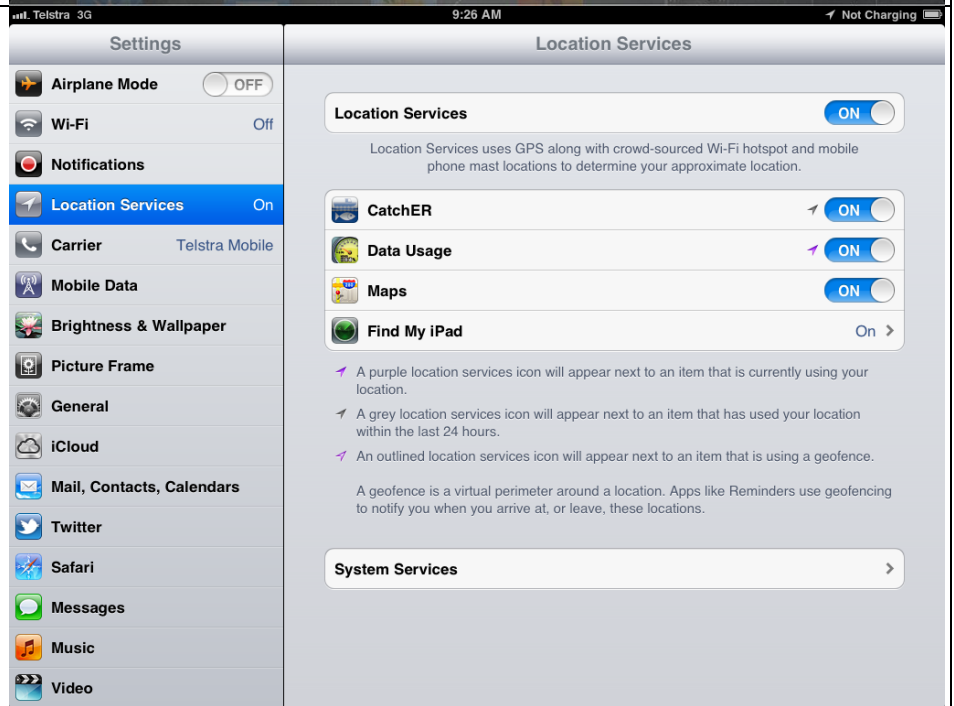 Telstra 3G 9:26 AM Not Charging
Settings
Location Services
Airplane Mode OFF
Wi-Fi Off
Notifications
Location Services On
Carrier Telstra Mobile
Mobile Data
Brightness & Wallpaper
Picture Frame
General
iCloud
Mail, Contacts, Calendars
Twitter
Safari
Messages
Music
Video
Location Services ON
Location Services uses GPS along with crowd-sourced Wi-Fi hotspot and mobile
phone mast locations to determine your approximate location.
CatchER ON
Data Usage ON
Maps ON
Find My iPad On
A purple location services icon will appear next to an item that is currently using your
location.
A grey location services icon will appear next to an item that has used your location
within the last 24 hours.
An outlined location services icon will appear next to an item that is using a geofence.
A geofence is a virtual perimeter around a location. Apps like Reminders use geofencing
to notify you when you arrive at, or leave, these locations.
System Services